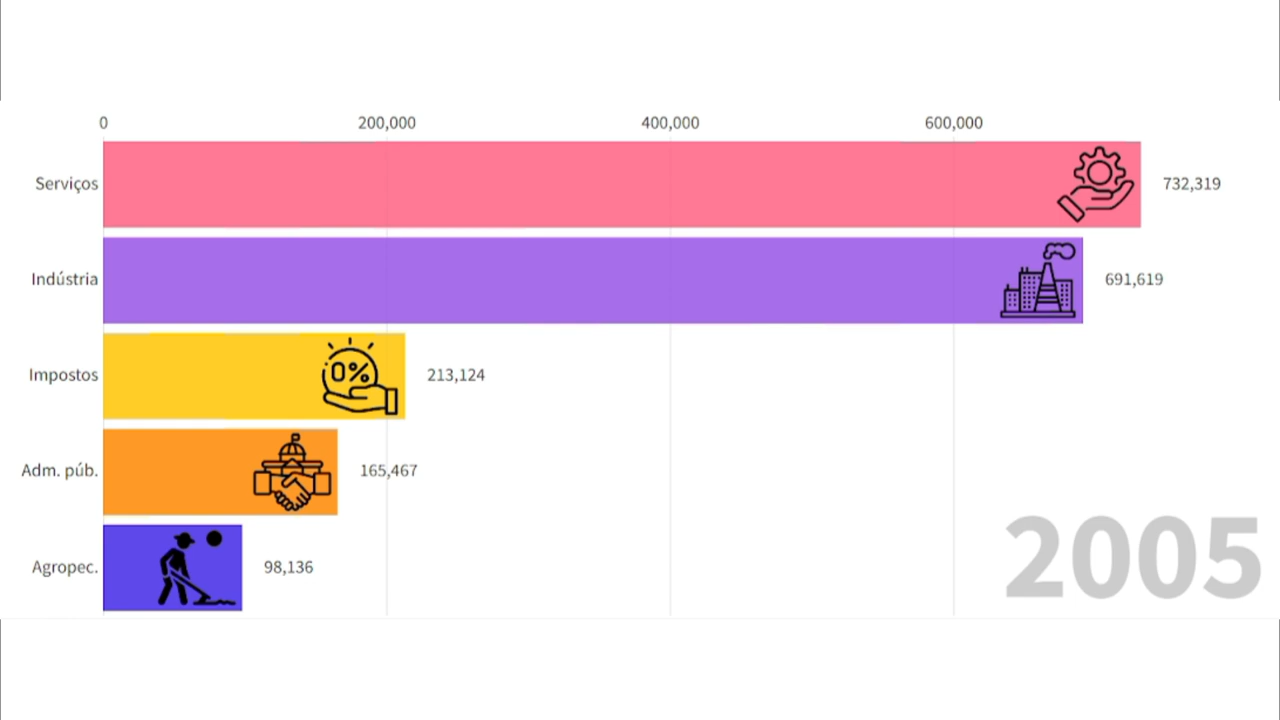 0 200,000 400,000 600,000
Serviços 732,319
Indústria 691,619
0%
Impostos 213,124
Adm. púb. 165,467
Agropec. 98,136
2005